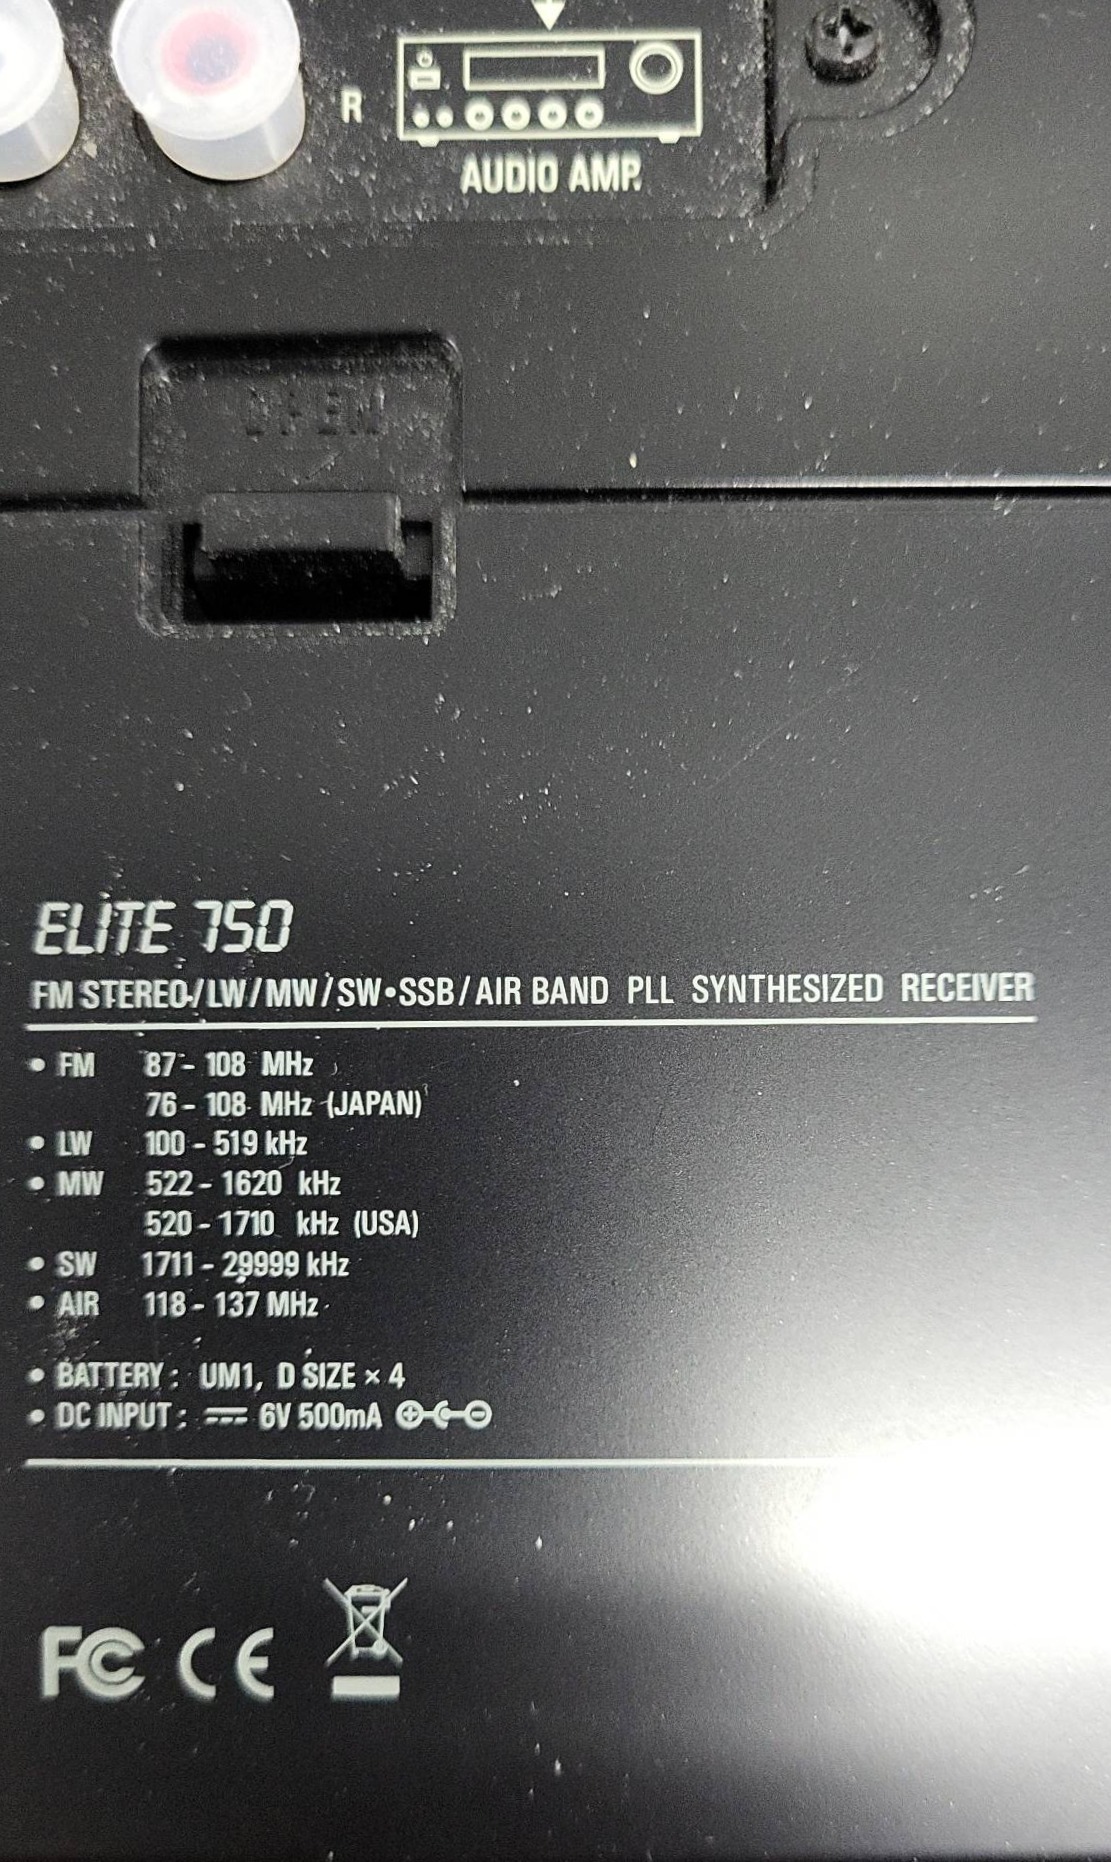 R
AUDIO AMP.
OPEN
ELITE 750
FM STEREO/LW/MW/SW•SSB/AIR BAND PLL SYNTHESIZED RECEIVER
• FM 87 - 108 MHz
76 - 108 MHz (JAPAN)
• LW 100 - 519 kHz
• MW 522 - 1620 kHz
520 - 1710 kHz (USA)
• SW 1711 - 29999 kHz
• AIR 118 - 137 MHz
• BATTERY : UM1, D SIZE × 4
• DC INPUT : 6V 500mA
FC CE